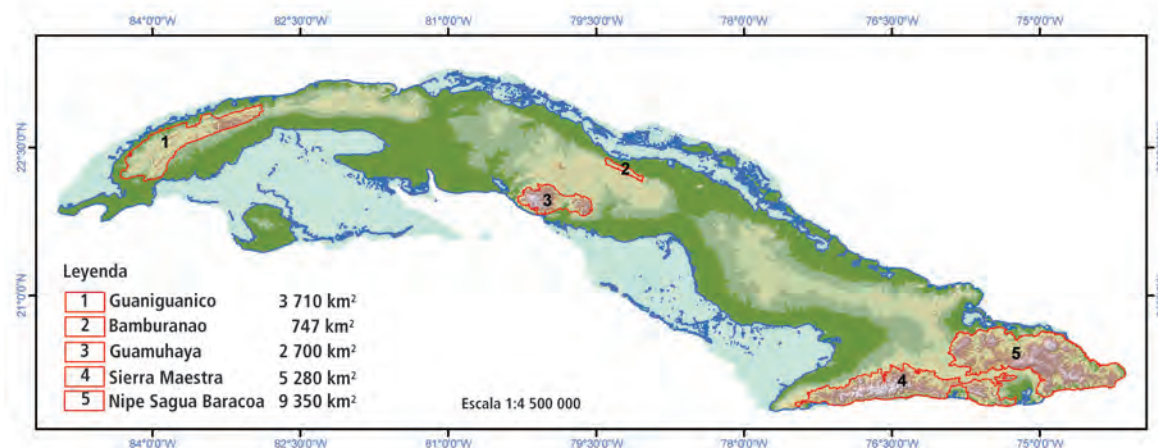 84°0'0"W 82°30'0"W 81°0'0"W 79°30'0"W 78°0'0"W 76°30'0"W 75°0'0"W
22°30'0"N
21°0'0"N
1
2
3
4
5
Leyenda
1 Guaniguanico 3 710 km²
2 Bamburanao 747 km²
3 Guamuhaya 2 700 km²
4 Sierra Maestra 5 280 km²
5 Nipe Sagua Baracoa 9 350 km²
Escala 1:4 500 000
84°0'0"W 82°30'0"W 81°0'0"W 79°30'0"W 78°0'0"W 76°30'0"W 75°0'0"W